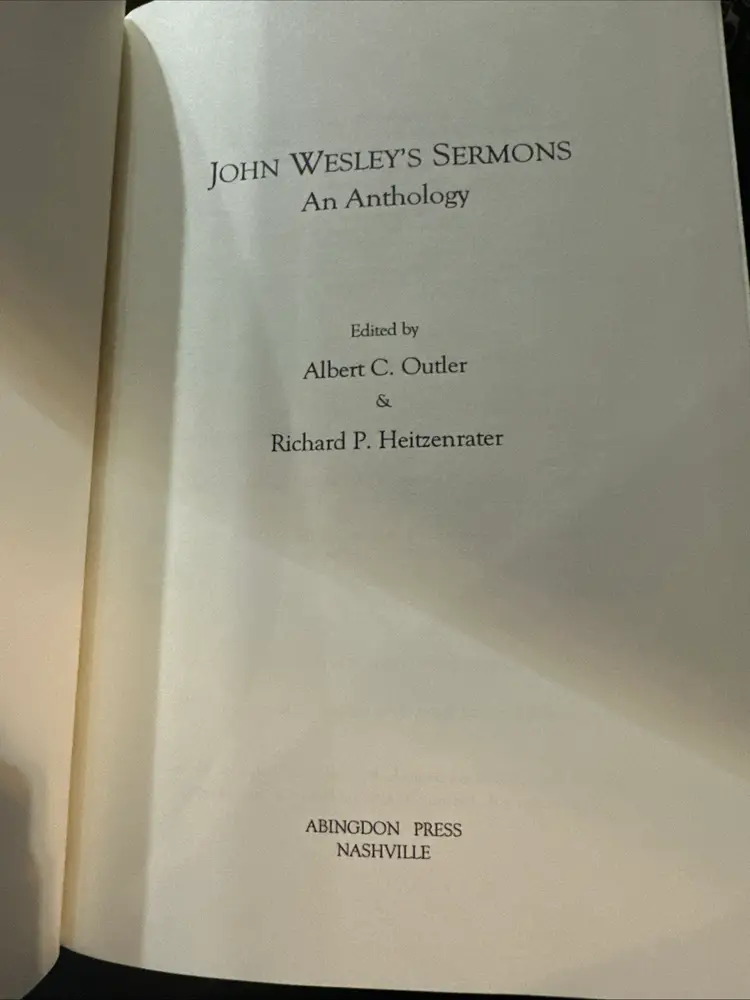 JOHN WESLEY'S SERMONS
An Anthology
Edited by
Albert C. Outler
&
Richard P. Heitzenrater
ABINGDON PRESS
NASHVILLE